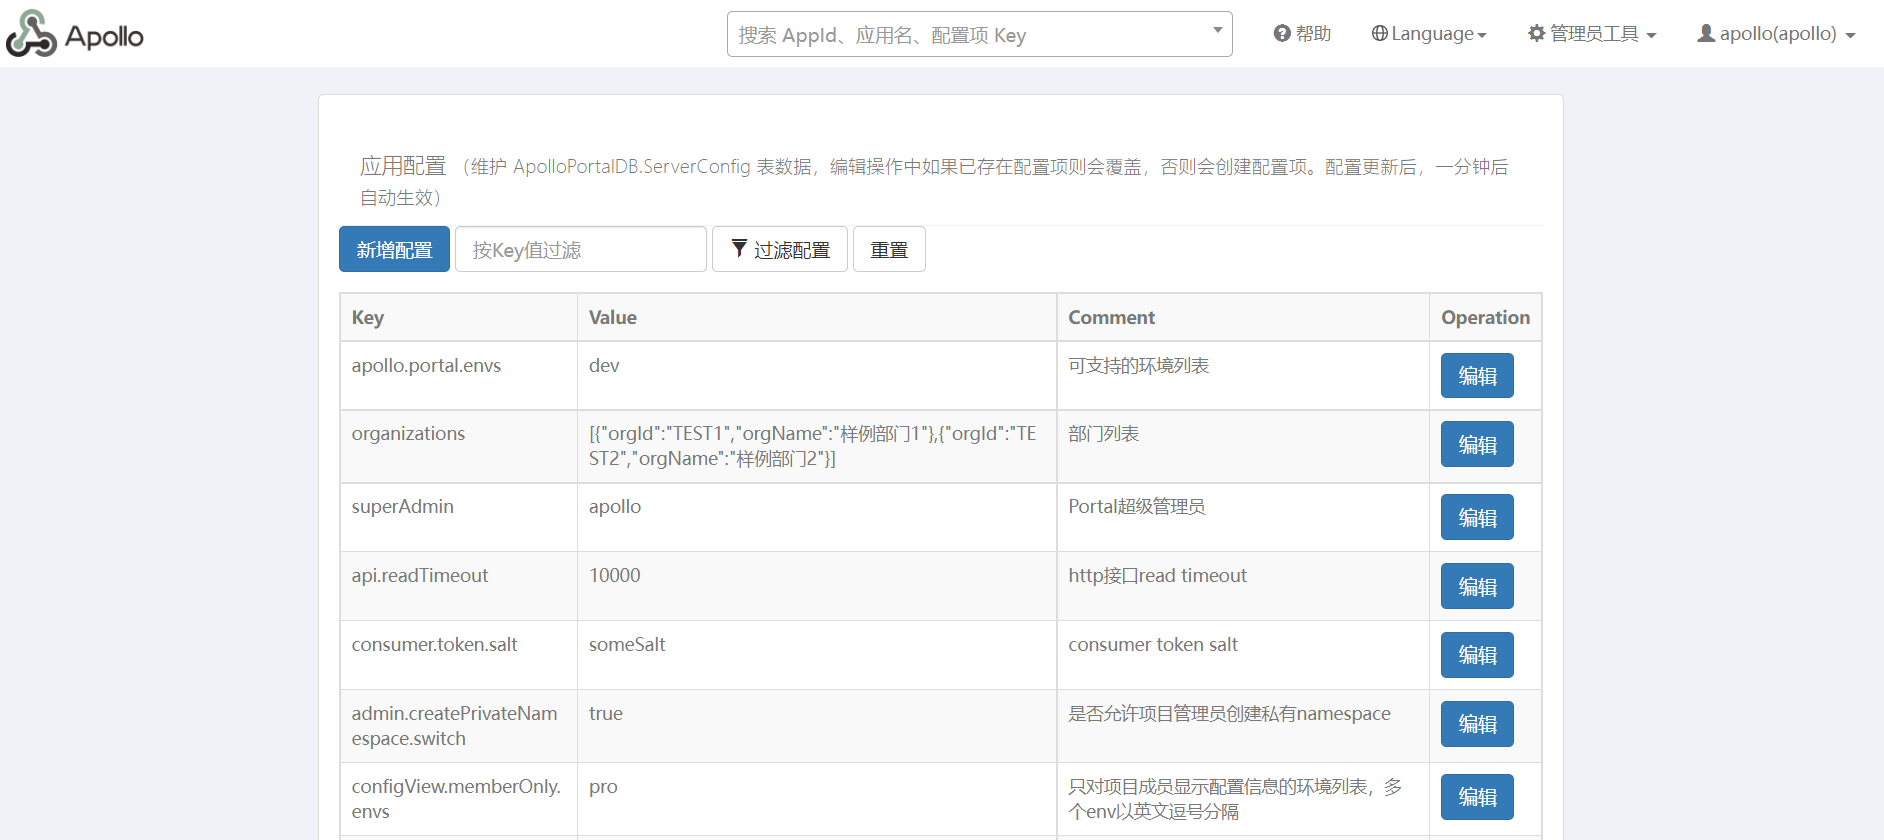 Apollo
搜索 AppId、应用名、配置项 Key
帮助
Language
管理员工具
apollo(apollo)
应用配置 （维护 ApolloPortalDB.ServerConfig 表数据，编辑操作中如果已存在配置项则会覆盖，否则会创建配置项。配置更新后，一分钟后
自动生效）
新增配置
按Key值过滤
过滤配置
重置
Key Value Comment Operation
apollo.portal.envs dev 可支持的环境列表 编辑
organizations [{"orgId":"TEST1","orgName":"样例部门1"},{"orgId":"TE 部门列表 编辑
ST2","orgName":"样例部门2"}]
superAdmin apollo Portal超级管理员 编辑
api.readTimeout 10000 http接口read timeout 编辑
consumer.token.salt someSalt consumer token salt 编辑
admin.createPrivateNam true 是否允许项目管理员创建私有namespace 编辑
espace.switch
configView.memberOnly. pro 只对项目成员显示配置信息的环境列表，多 编辑
envs 个env以英文逗号分隔